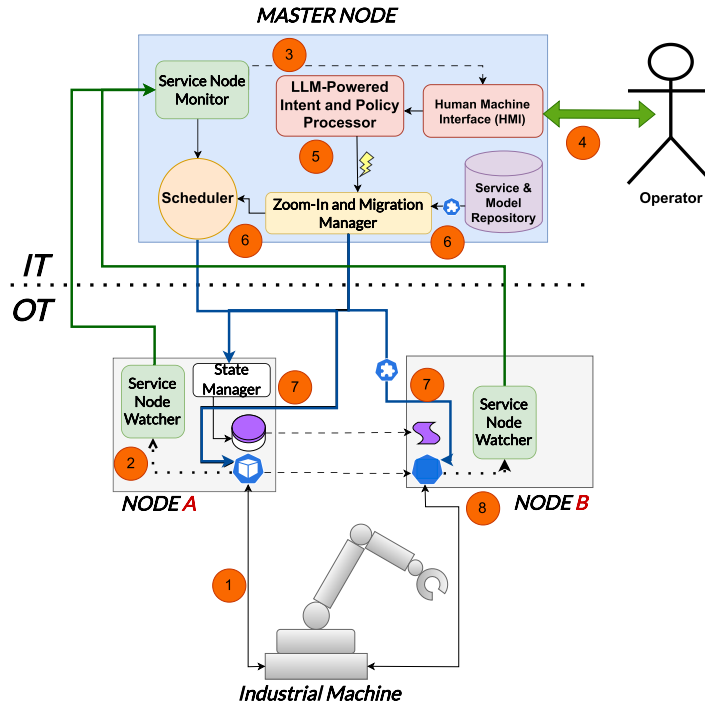 MASTER NODE
3
Service Node
Monitor
LLM-Powered
Intent and Policy
Processor
Human Machine
Interface (HMI)
4
Operator
5
Scheduler
Zoom-In and Migration
Manager
Service &
Model
Repository
6
6
IT
OT
Service
Node
Watcher
State
Manager
7
7
Service
Node
Watcher
2
NODE A
NODE B
8
1
Industrial Machine